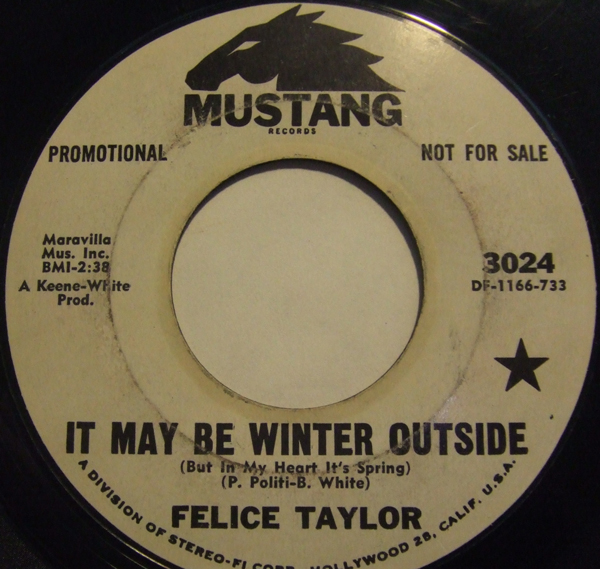 MUSTANG
RECORDS
PROMOTIONAL
NOT FOR SALE
Maravilla
Mus. Inc.
BMI-2:38
A Keene-White
Prod.
3024
DF-1166-733
IT MAY BE WINTER OUTSIDE
(But In My Heart It's Spring)
(P. Politi-B. White)
FELICE TAYLOR
A DIVISION OF STEREO-FI CORP. HOLLYWOOD 28, CALIF. U.S.A.